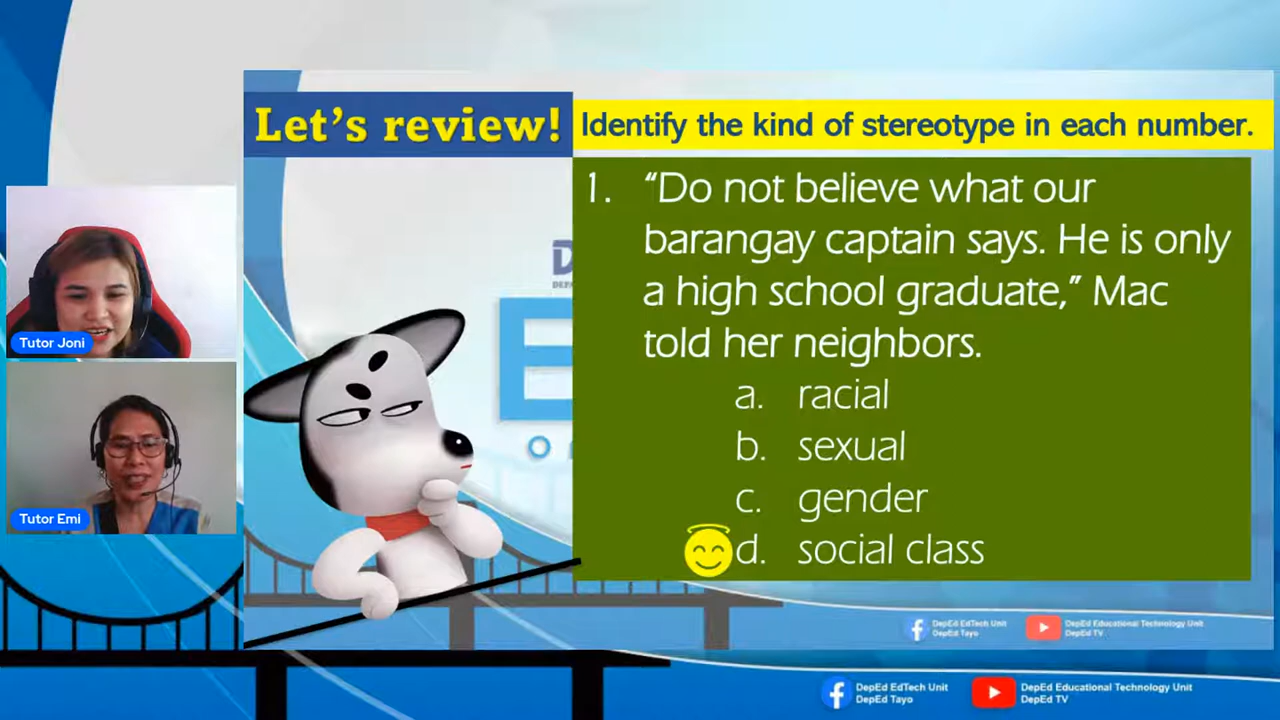 Let's review!
Identify the kind of stereotype in each number.
1. "Do not believe what our
barangay captain says. He is only
a high school graduate," Mac
told her neighbors.
a. racial
b. sexual
c. gender
d. social class
Tutor Joni
Tutor Emi
DepEd EdTech Unit
DepEd Tayo
DepEd Educational Technology Unit
DepEd TV
DepEd EdTech Unit
DepEd Tayo
DepEd Educational Technology Unit
DepEd TV